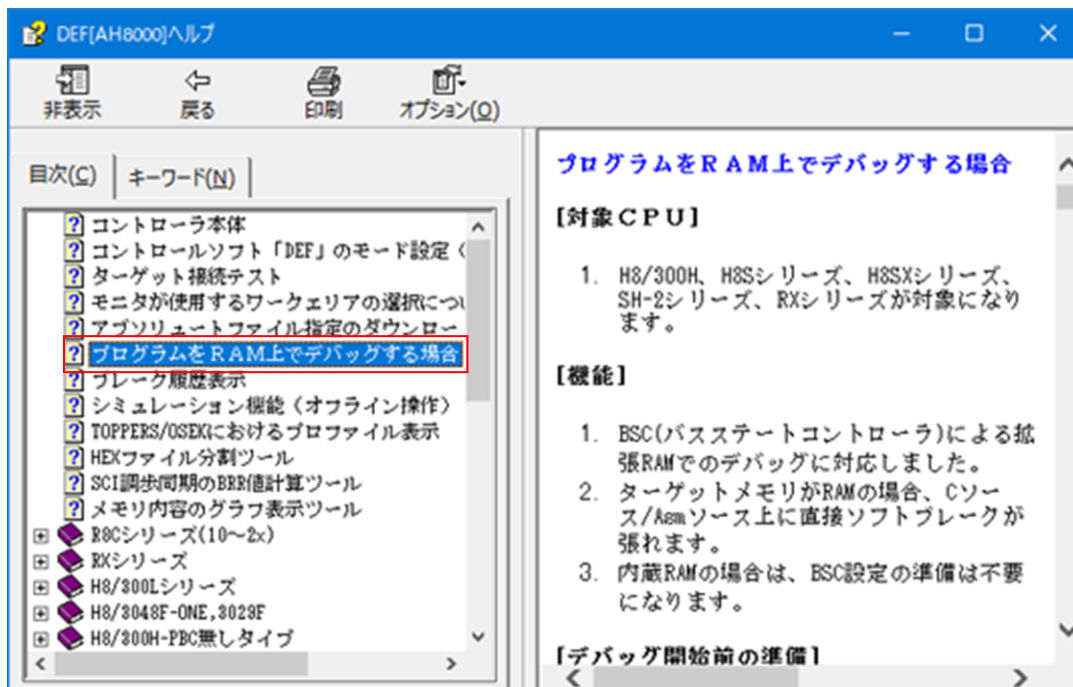 DEF[AH8000]ヘルプ
非表示 戻る 印刷 オプション(O)
目次(C) キーワード(N)
コントローラ本体
コントロールソフト「DEF」のモード設定
ターゲット接続テスト
モニタが使用するワークエリアの選択につい
アブソリュートファイル指定のダウンロー
プログラムをRAM上でデバッグする場合
ブレーク履歴表示
シミュレーション機能(オフライン操作)
TOPPERS/OSEKにおけるプロファイル表示
HEXファイル分割ツール
SCI調歩同期のBRR値計算ツール
メモリ内容のグラフ表示ツール
R8Cシリーズ(10~2x)
RXシリーズ
H8/300Lシリーズ
H8/3048F-ONE,3029F
H8/300H-PBC無しタイプ
プログラムをRAM上でデバッグする場合
[対象CPU]
1. H8/300H、H8Sシリーズ、H8SXシリーズ、
SH-2シリーズ、RXシリーズが対象になり
ます。
[機能]
1. BSC(バスステートコントローラ)による拡
張RAMでのデバッグに対応しました。
2. ターゲットメモリがRAMの場合、Cソー
ス/Asmソース上に直接ソフトブレークが
張れます。
3. 内蔵RAMの場合は、BSC設定の準備は不要
になります。
[デバッグ開始前の準備]